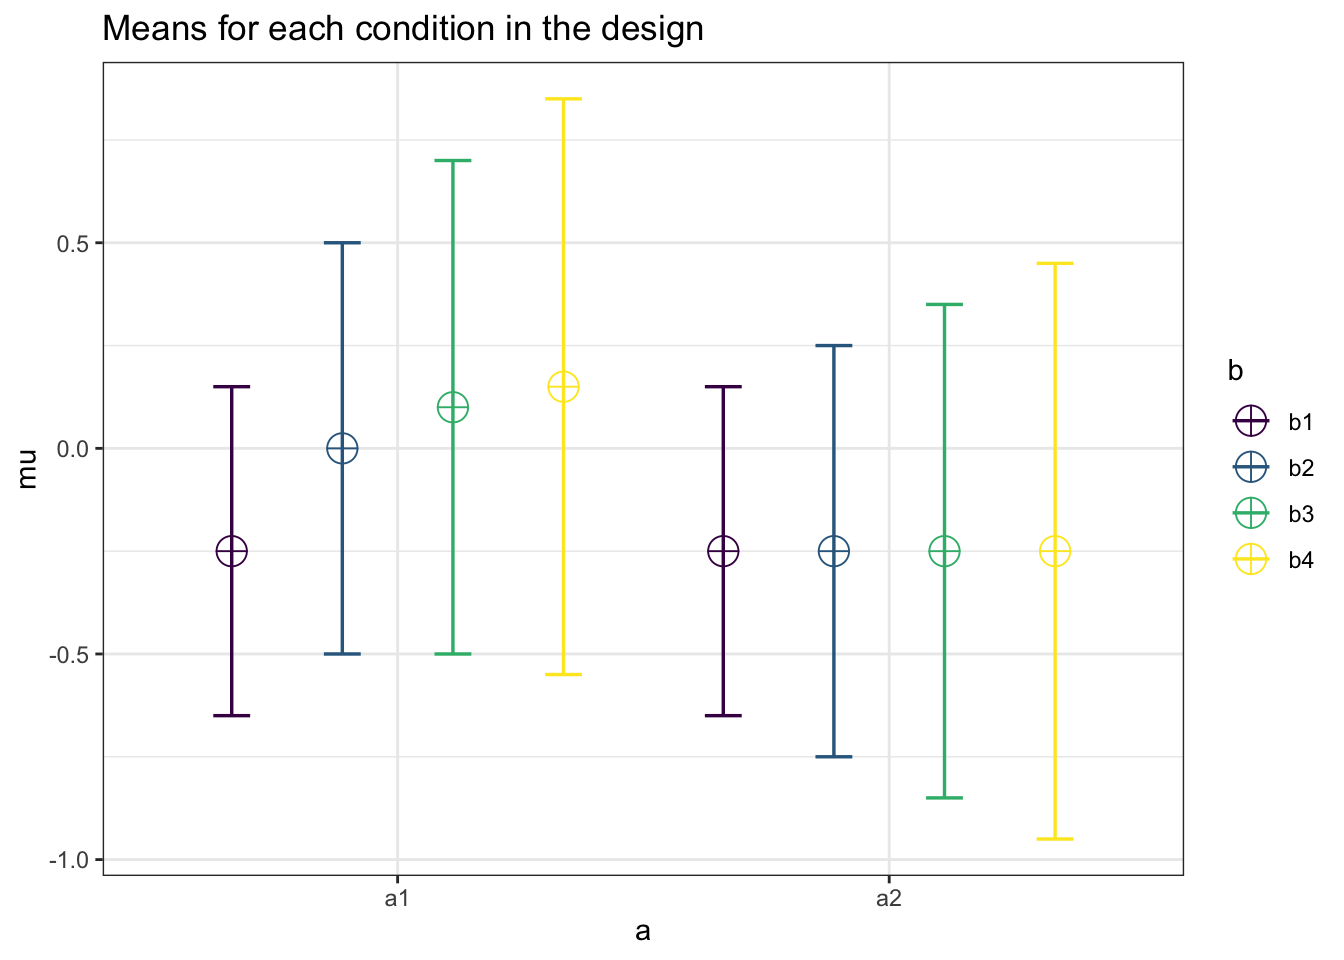 Means for each condition in the design
0.5
0.0
-0.5
-1.0
mu
a1
a2
a
b
b1
b2
b3
b4